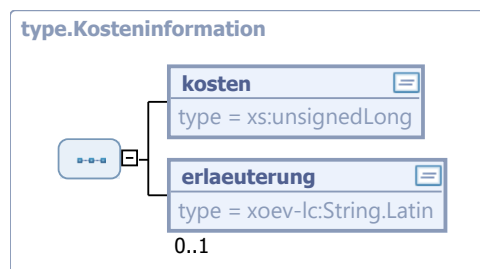 type.Kosteninformation
kosten
type = xs:unsignedLong
erlaeuterung
type = xoev-lc:String.Latin
0..1